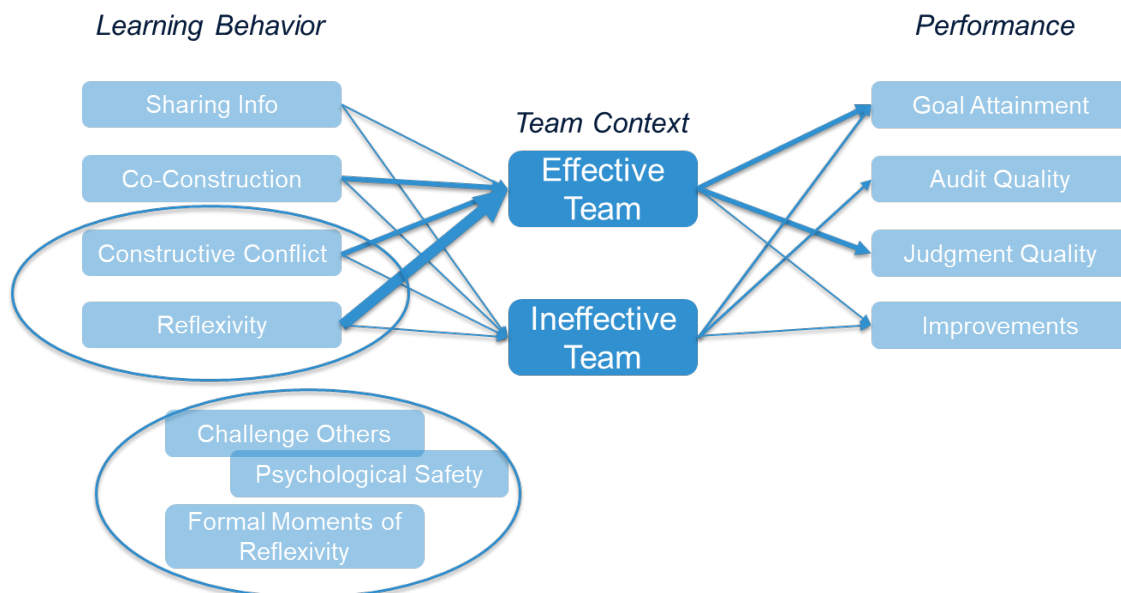 Learning Behavior
Performance
Sharing Info
Goal Attainment
Team Context
Effective
Team
Co-Construction
Audit Quality
Constructive Conflict
Judgment Quality
Reflexivity
Ineffective
Team
Improvements
Challenge Others
Psychological Safety
Formal Moments of
Reflexivity